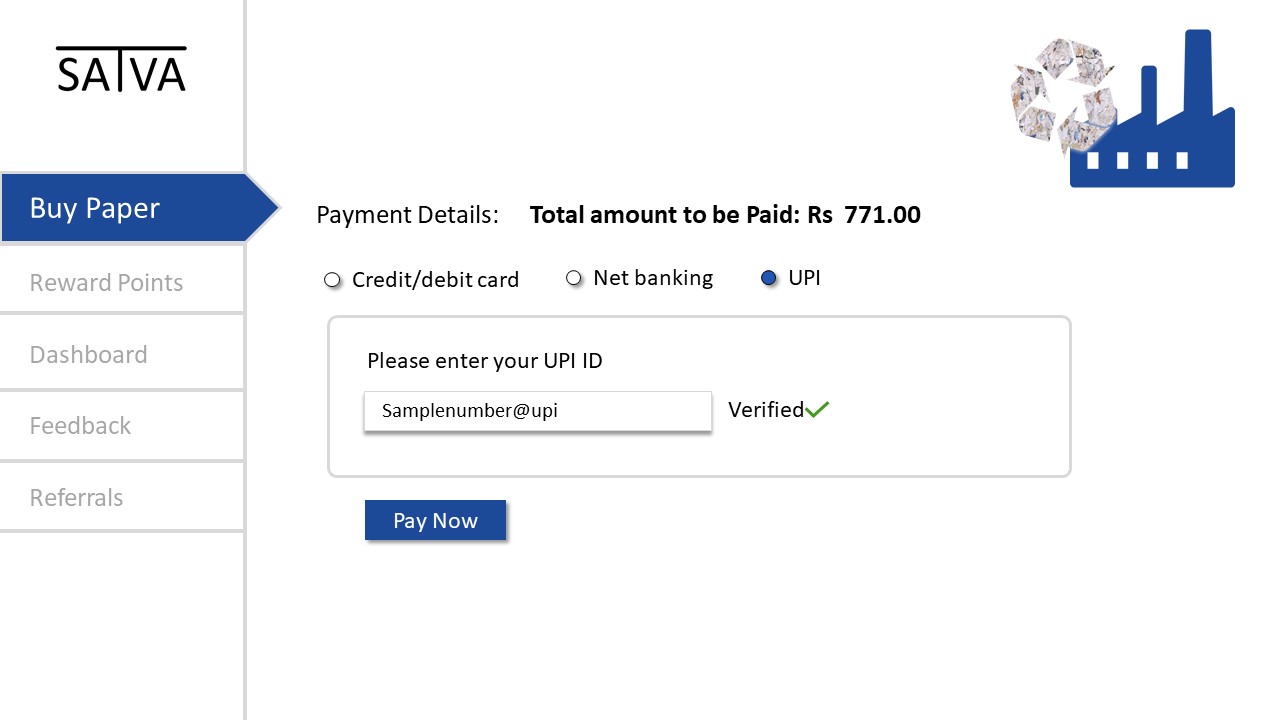 SATVA
Buy Paper
Reward Points
Dashboard
Feedback
Referrals
Payment Details: Total amount to be Paid: Rs 771.00
Credit/debit card Net banking UPI
Please enter your UPI ID
Samplenumber@upi Verified
Pay Now